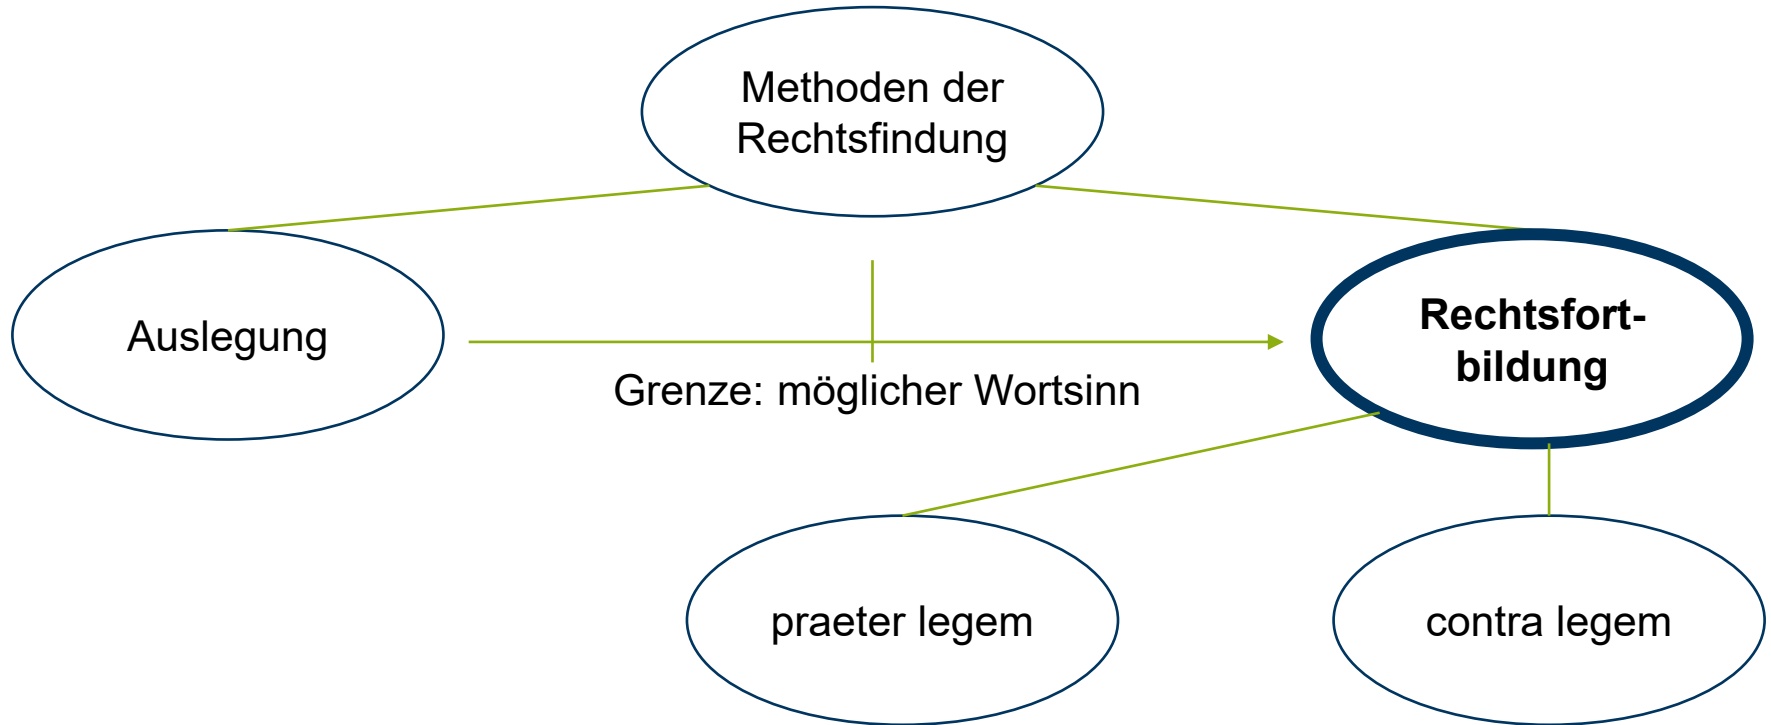 Methoden der
Rechtsfindung
Auslegung
Rechtsfort-
bildung
Grenze: möglicher Wortsinn
praeter legem
contra legem